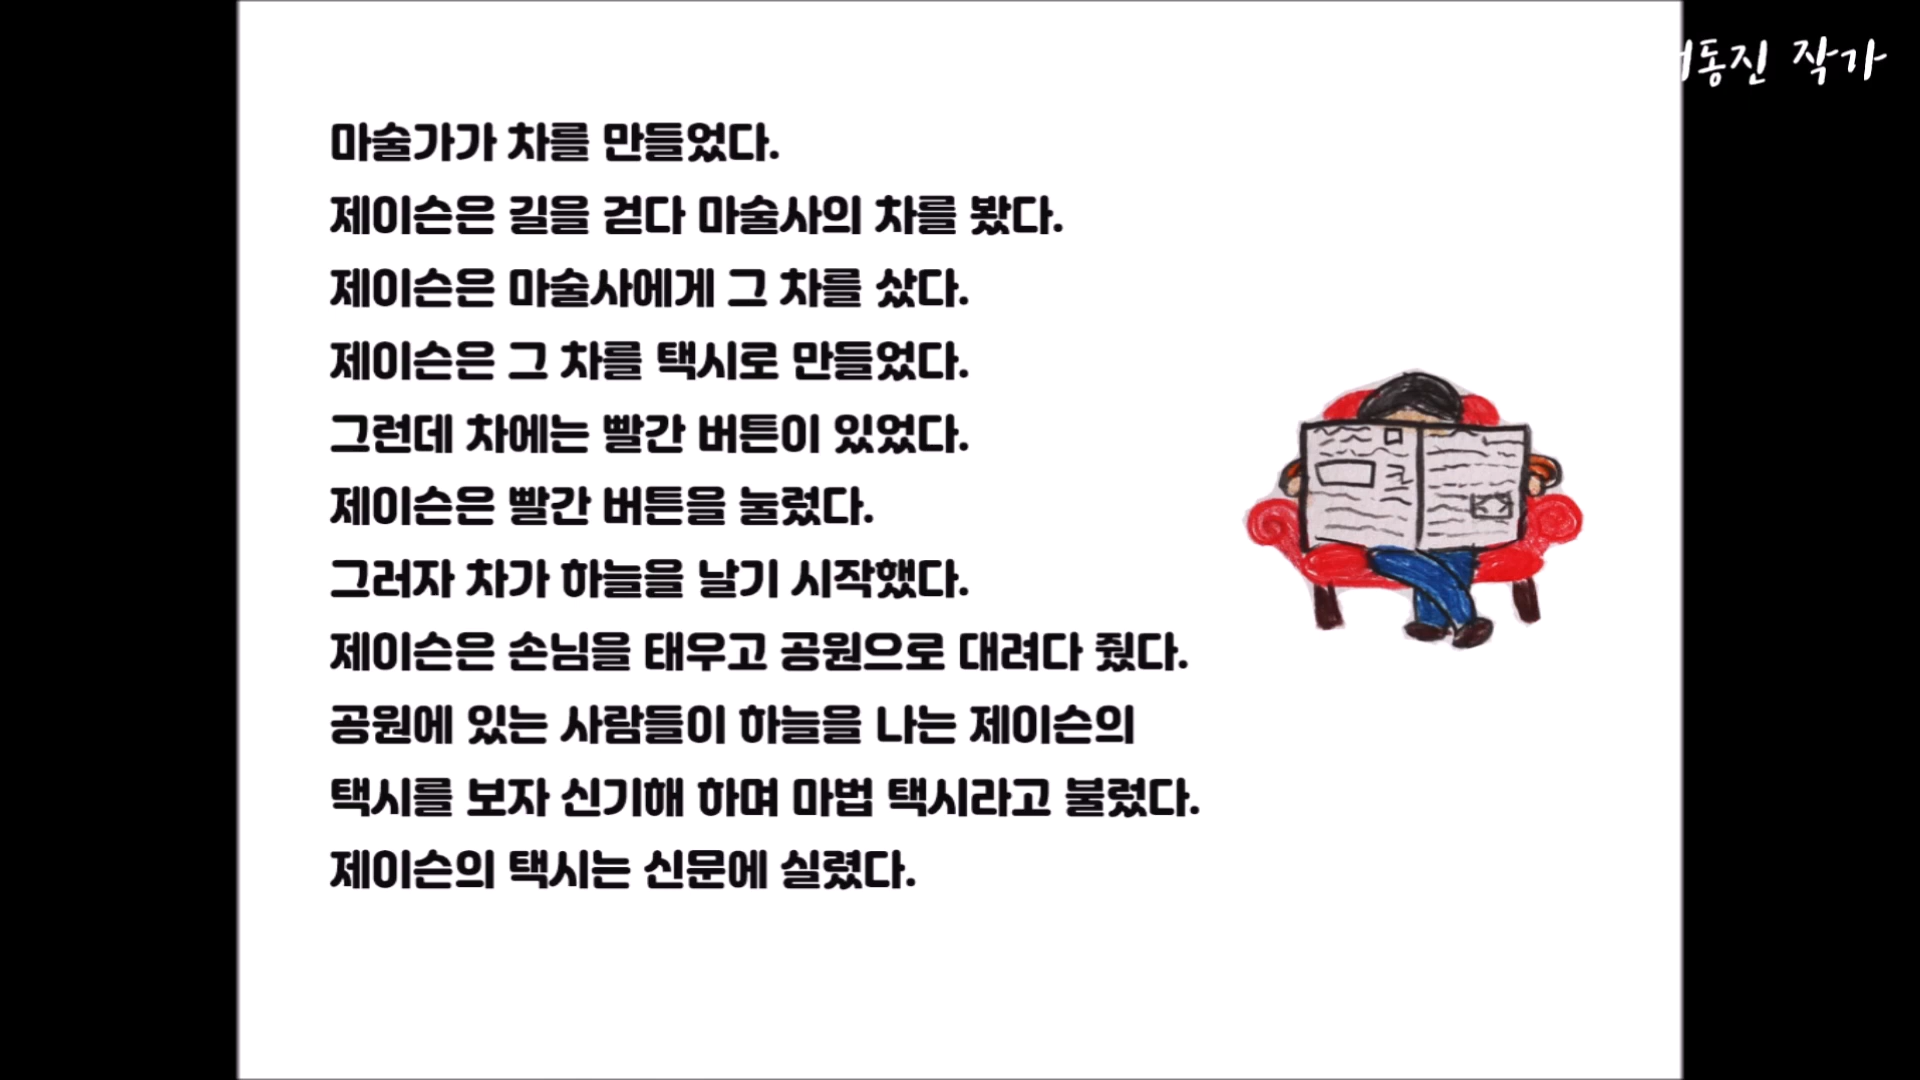 작가
마술가가 차를 만들었다.
제이슨은 길을 걷다 마술사의 차를 봤다.
제이슨은 마술사에게 그 차를 샀다.
제이슨은 그 차를 택시로 만들었다.
그런데 차에는 빨간 버튼이 있었다.
제이슨은 빨간 버튼을 눌렀다.
그러자 차가 하늘을 날기 시작했다.
제이슨은 손님을 태우고 공원으로 대려다 줬다.
공원에 있는 사람들이 하늘을 나는 제이슨의
택시를 보자 신기해 하며 마법 택시라고 불렀다.
제이슨의 택시는 신문에 실렸다.